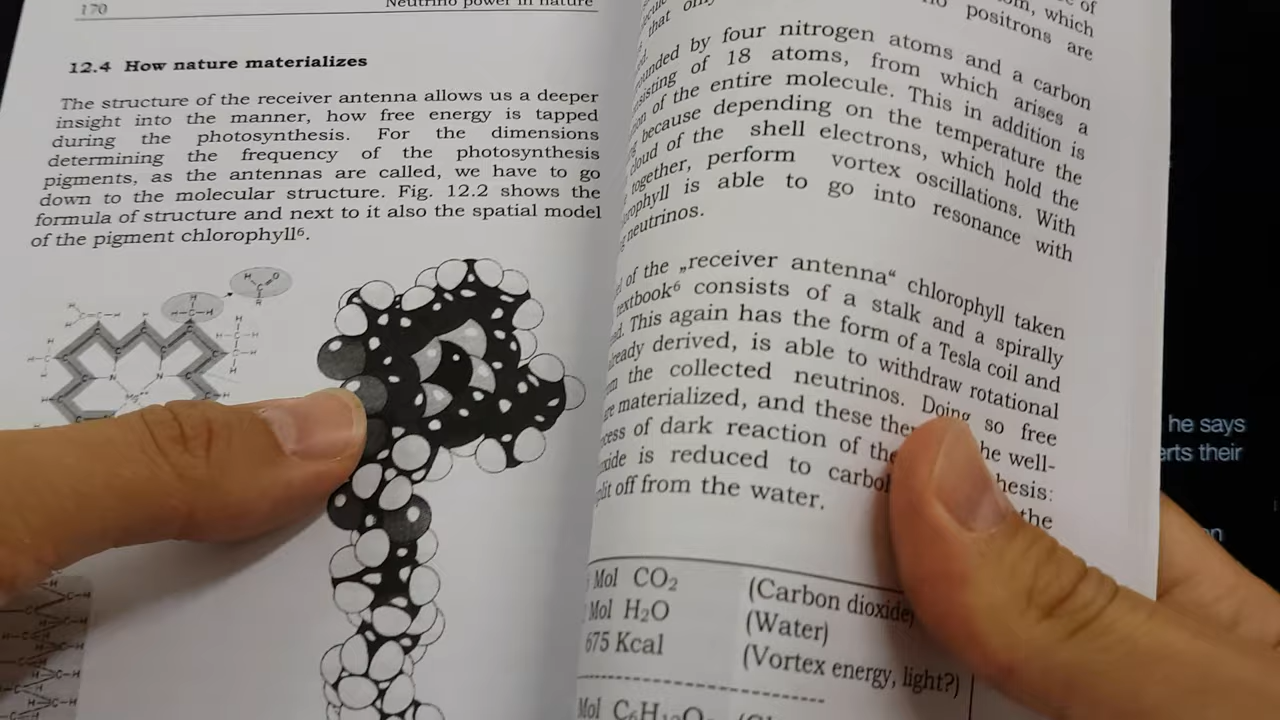 170
Neutrino power in nature
12.4 How nature materializes
The structure of the receiver antenna allows us a deeper
insight into the manner, how free energy is tapped
during the photosynthesis. For the dimensions
determining the frequency of the photosynthesis
pigments, as the antennas are called, we have to go
down to the molecular structure. Fig. 12.2 shows the
formula of structure and next to it also the spatial model
of the pigment chlorophyll⁶.
of
which
that only
positrons are
by four nitrogen atoms and a carbon
of 18 atoms, from which arises a
of the entire molecule. This in addition is
because depending on the temperature the
cloud of the shell electrons, which hold the
together, perform vortex oscillations. With
is able to go into resonance with
neutrinos.
of the „receiver antenna“ chlorophyll taken
textbook⁶ consists of a stalk and a spirally
This again has the form of a Tesla coil and
already derived, is able to withdraw rotational
the collected neutrinos. Doing so free
materialized, and these
he well-
of dark reaction of the
hesis:
is reduced to
the
off from the water.
Mol CO₂ (Carbon dioxide)
Mol H₂O (Water)
675 Kcal (Vortex energy, light?)
Mol
he says
erts their